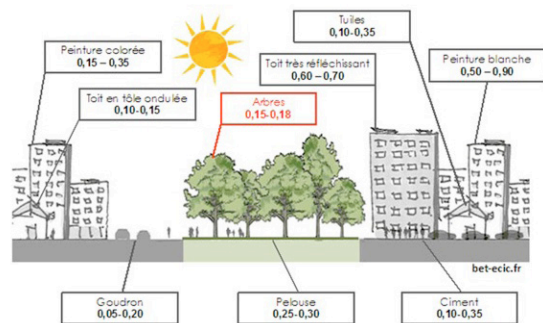 Tuiles
0,10-0,35
Peinture colorée
0,15 – 0,35
Toit très réfléchissant
0,60 – 0,70
Peinture blanche
0,50 – 0,90
Toit en tôle ondulée
0,10-0,15
Arbres
0,15-0,18
bet-ecic.fr
Goudron
0,05-0,20
Pelouse
0,25-0,30
Ciment
0,10-0,35